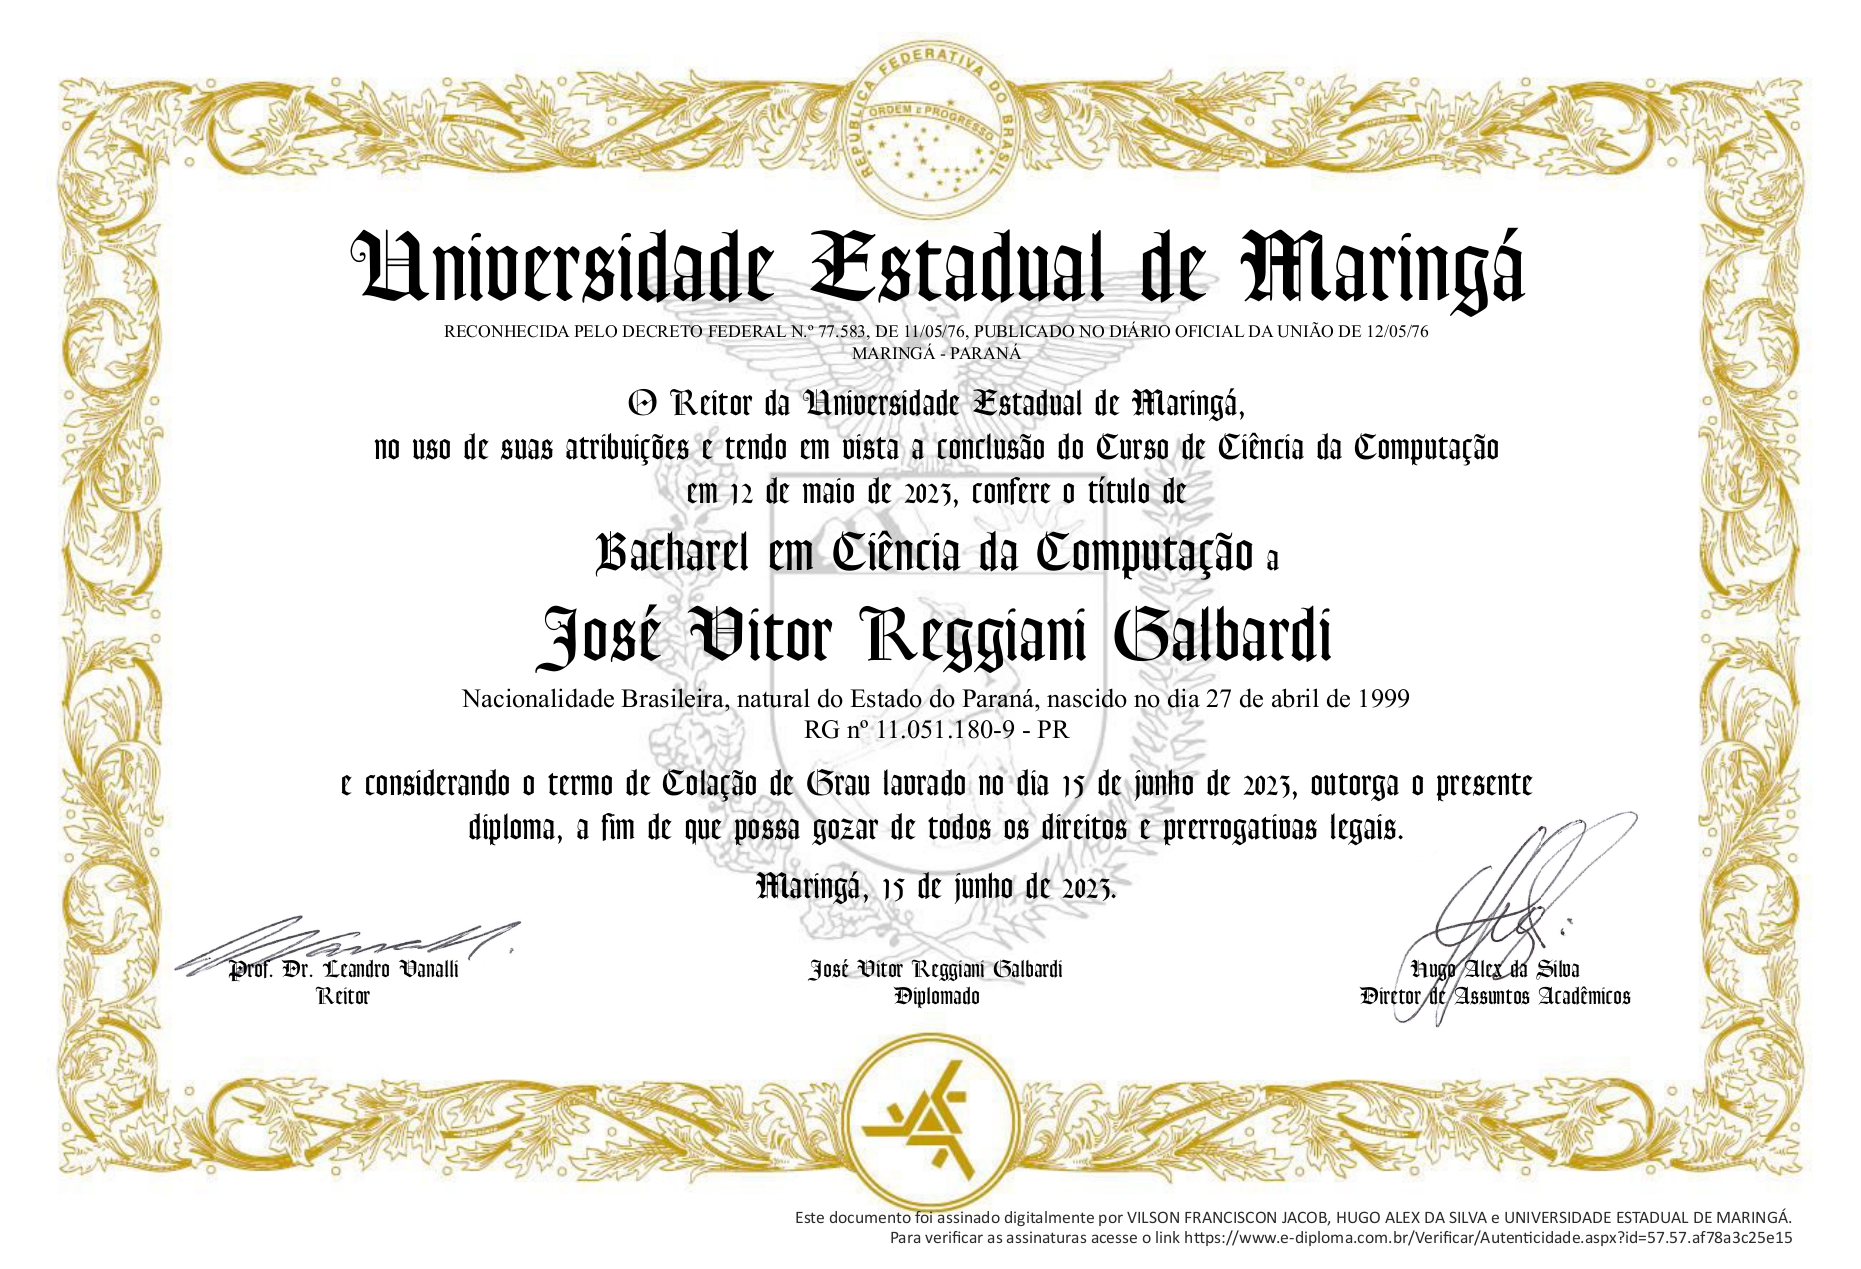 REPÚBLICA FEDERATIVA DO BRASIL
ORDEM E PROGRESSO
Universidade Estadual de Maringá
RECONHECIDA PELO DECRETO FEDERAL N.º 77.583, DE 11/05/76, PUBLICADO NO DIÁRIO OFICIAL DA UNIÃO DE 12/05/76
MARINGÁ - PARANÁ
O Reitor da Universidade Estadual de Maringá,
no uso de suas atribuições e tendo em vista a conclusão do Curso de Ciência da Computação
em 12 de maio de 2023, confere o título de
Bacharel em Ciência da Computação a
José Vitor Reggiani Galbardi
Nacionalidade Brasileira, natural do Estado do Paraná, nascido no dia 27 de abril de 1999
RG nº 11.051.180-9 - PR
e considerando o termo de Colação de Grau lavrado no dia 15 de junho de 2023, outorga o presente
diploma, a fim de que possa gozar de todos os direitos e prerrogativas legais.
Maringá, 15 de junho de 2023.
Prof. Dr. Leandro Vanalli
Reitor
José Vitor Reggiani Galbardi
Diplomado
Hugo Alex da Silva
Diretor de Assuntos Acadêmicos
Este documento foi assinado digitalmente por VILSON FRANCISCON JACOB, HUGO ALEX DA SILVA e UNIVERSIDADE ESTADUAL DE MARINGÁ.
Para verificar as assinaturas acesse o link https://www.e-diploma.com.br/Verificar/Autenticidade.aspx?id=57.57.af78a3c25e15